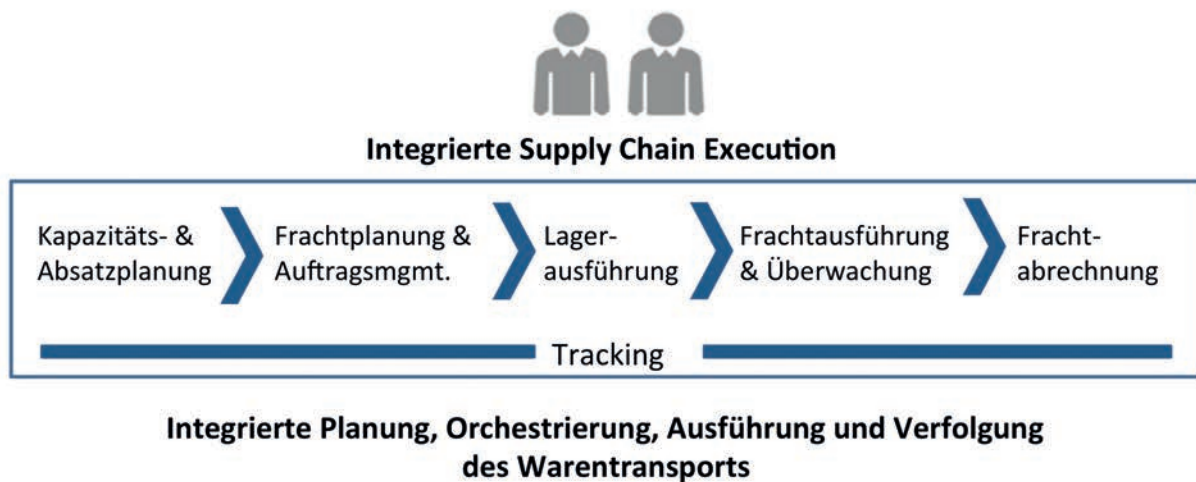 Integrierte Supply Chain Execution
Kapazitäts- &
Absatzplanung
Frachtplanung &
Auftragsmgmt.
Lager-
ausführung
Frachtausführung
& Überwachung
Fracht-
abrechnung
Tracking
Integrierte Planung, Orchestrierung, Ausführung und Verfolgung
des Warentransports